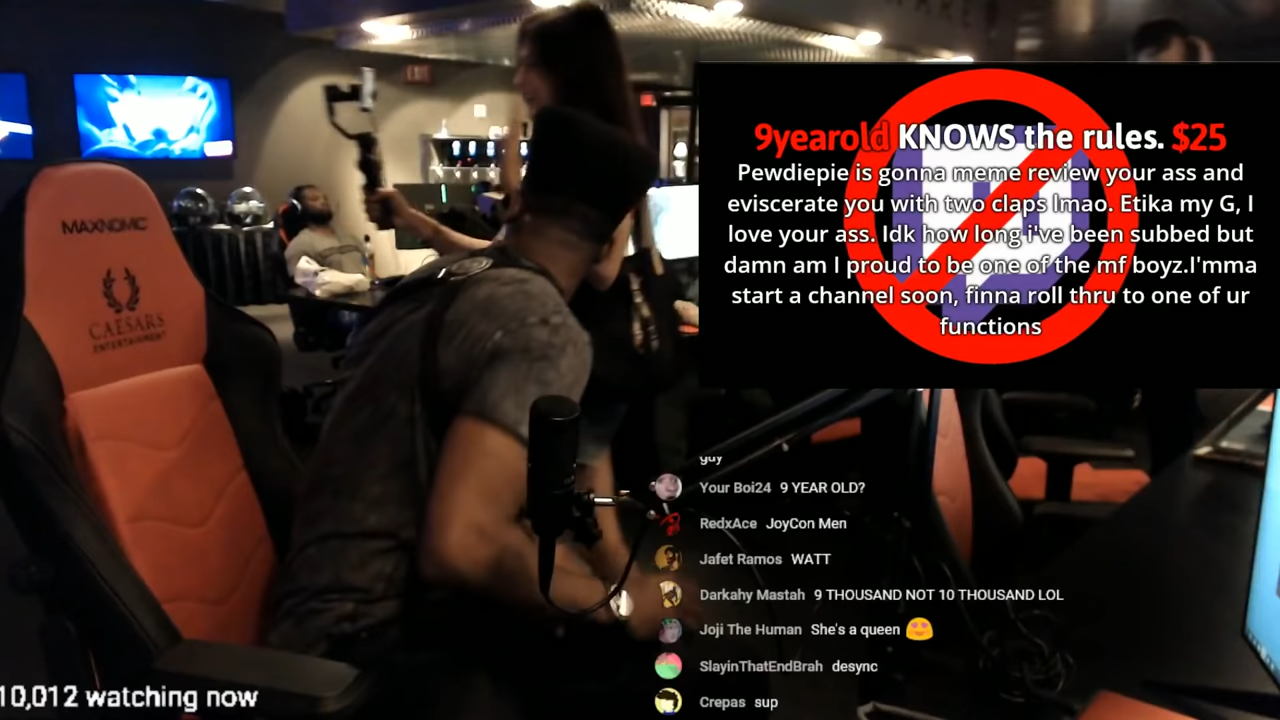 MAXNOMIC
CAESARS
ENTERTAINMENT
EXIT
9yearold KNOWS the rules. $25
Pewdiepie is gonna meme review your ass and
eviscerate you with two claps lmao. Etika my G, I
love your ass. Idk how long i've been subbed but
damn am I proud to be one of the mf boyz.I'mma
start a channel soon, finna roll thru to one of ur
functions
guy
Your Boi24 9 YEAR OLD?
RedxAce JoyCon Men
Jafet Ramos WATT
Darkahy Mastah 9 THOUSAND NOT 10 THOUSAND LOL
Joji The Human She's a queen 😍
SlayinThatEndBrah desync
Crepas sup
10,012 watching now